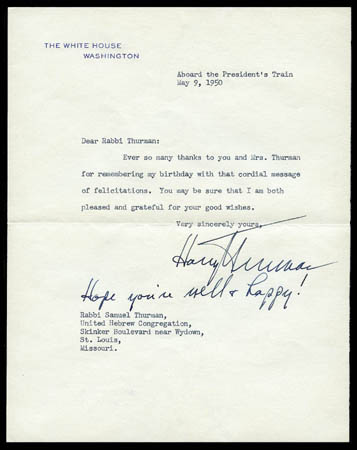 THE WHITE HOUSE
WASHINGTON
Aboard the President's Train
May 9, 1950
Dear Rabbi Thurman:
Ever so many thanks to you and Mrs. Thurman
for remembering my birthday with that cordial message
of felicitations. You may be sure that I am both
pleased and grateful for your good wishes.
Very sincerely yours,
Harry Truman
Hope you're well & happy!
Rabbi Samuel Thurman,
United Hebrew Congregation,
Skinker Boulevard near Wydown,
St. Louis,
Missouri.